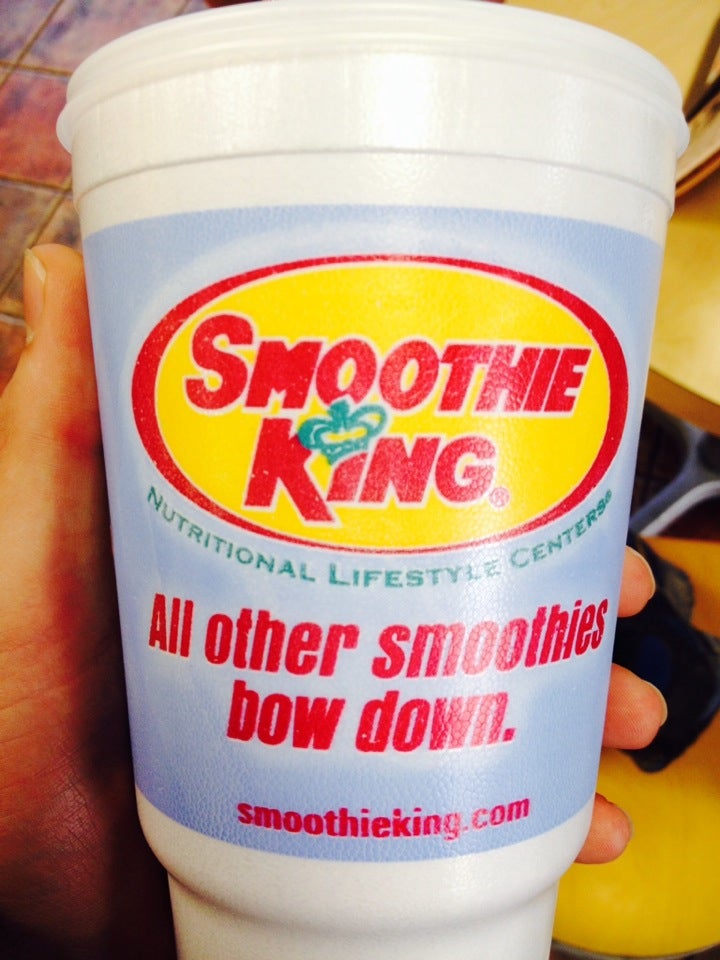 SMOOTHIE
KING®
NUTRITIONAL LIFESTYLE CENTERS®
All other smoothies
bow down.
smoothieking.com